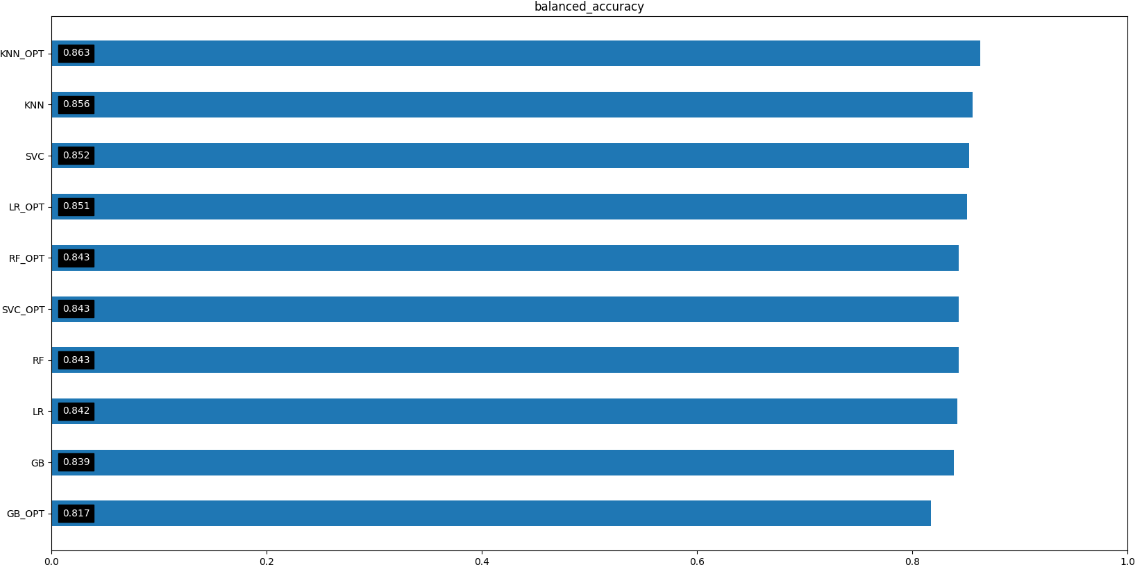 balanced_accuracy
KNN_OPT 0.863
KNN 0.856
SVC 0.852
LR_OPT 0.851
RF_OPT 0.843
SVC_OPT 0.843
RF 0.843
LR 0.842
GB 0.839
GB_OPT 0.817
0.0 0.2 0.4 0.6 0.8 1.0